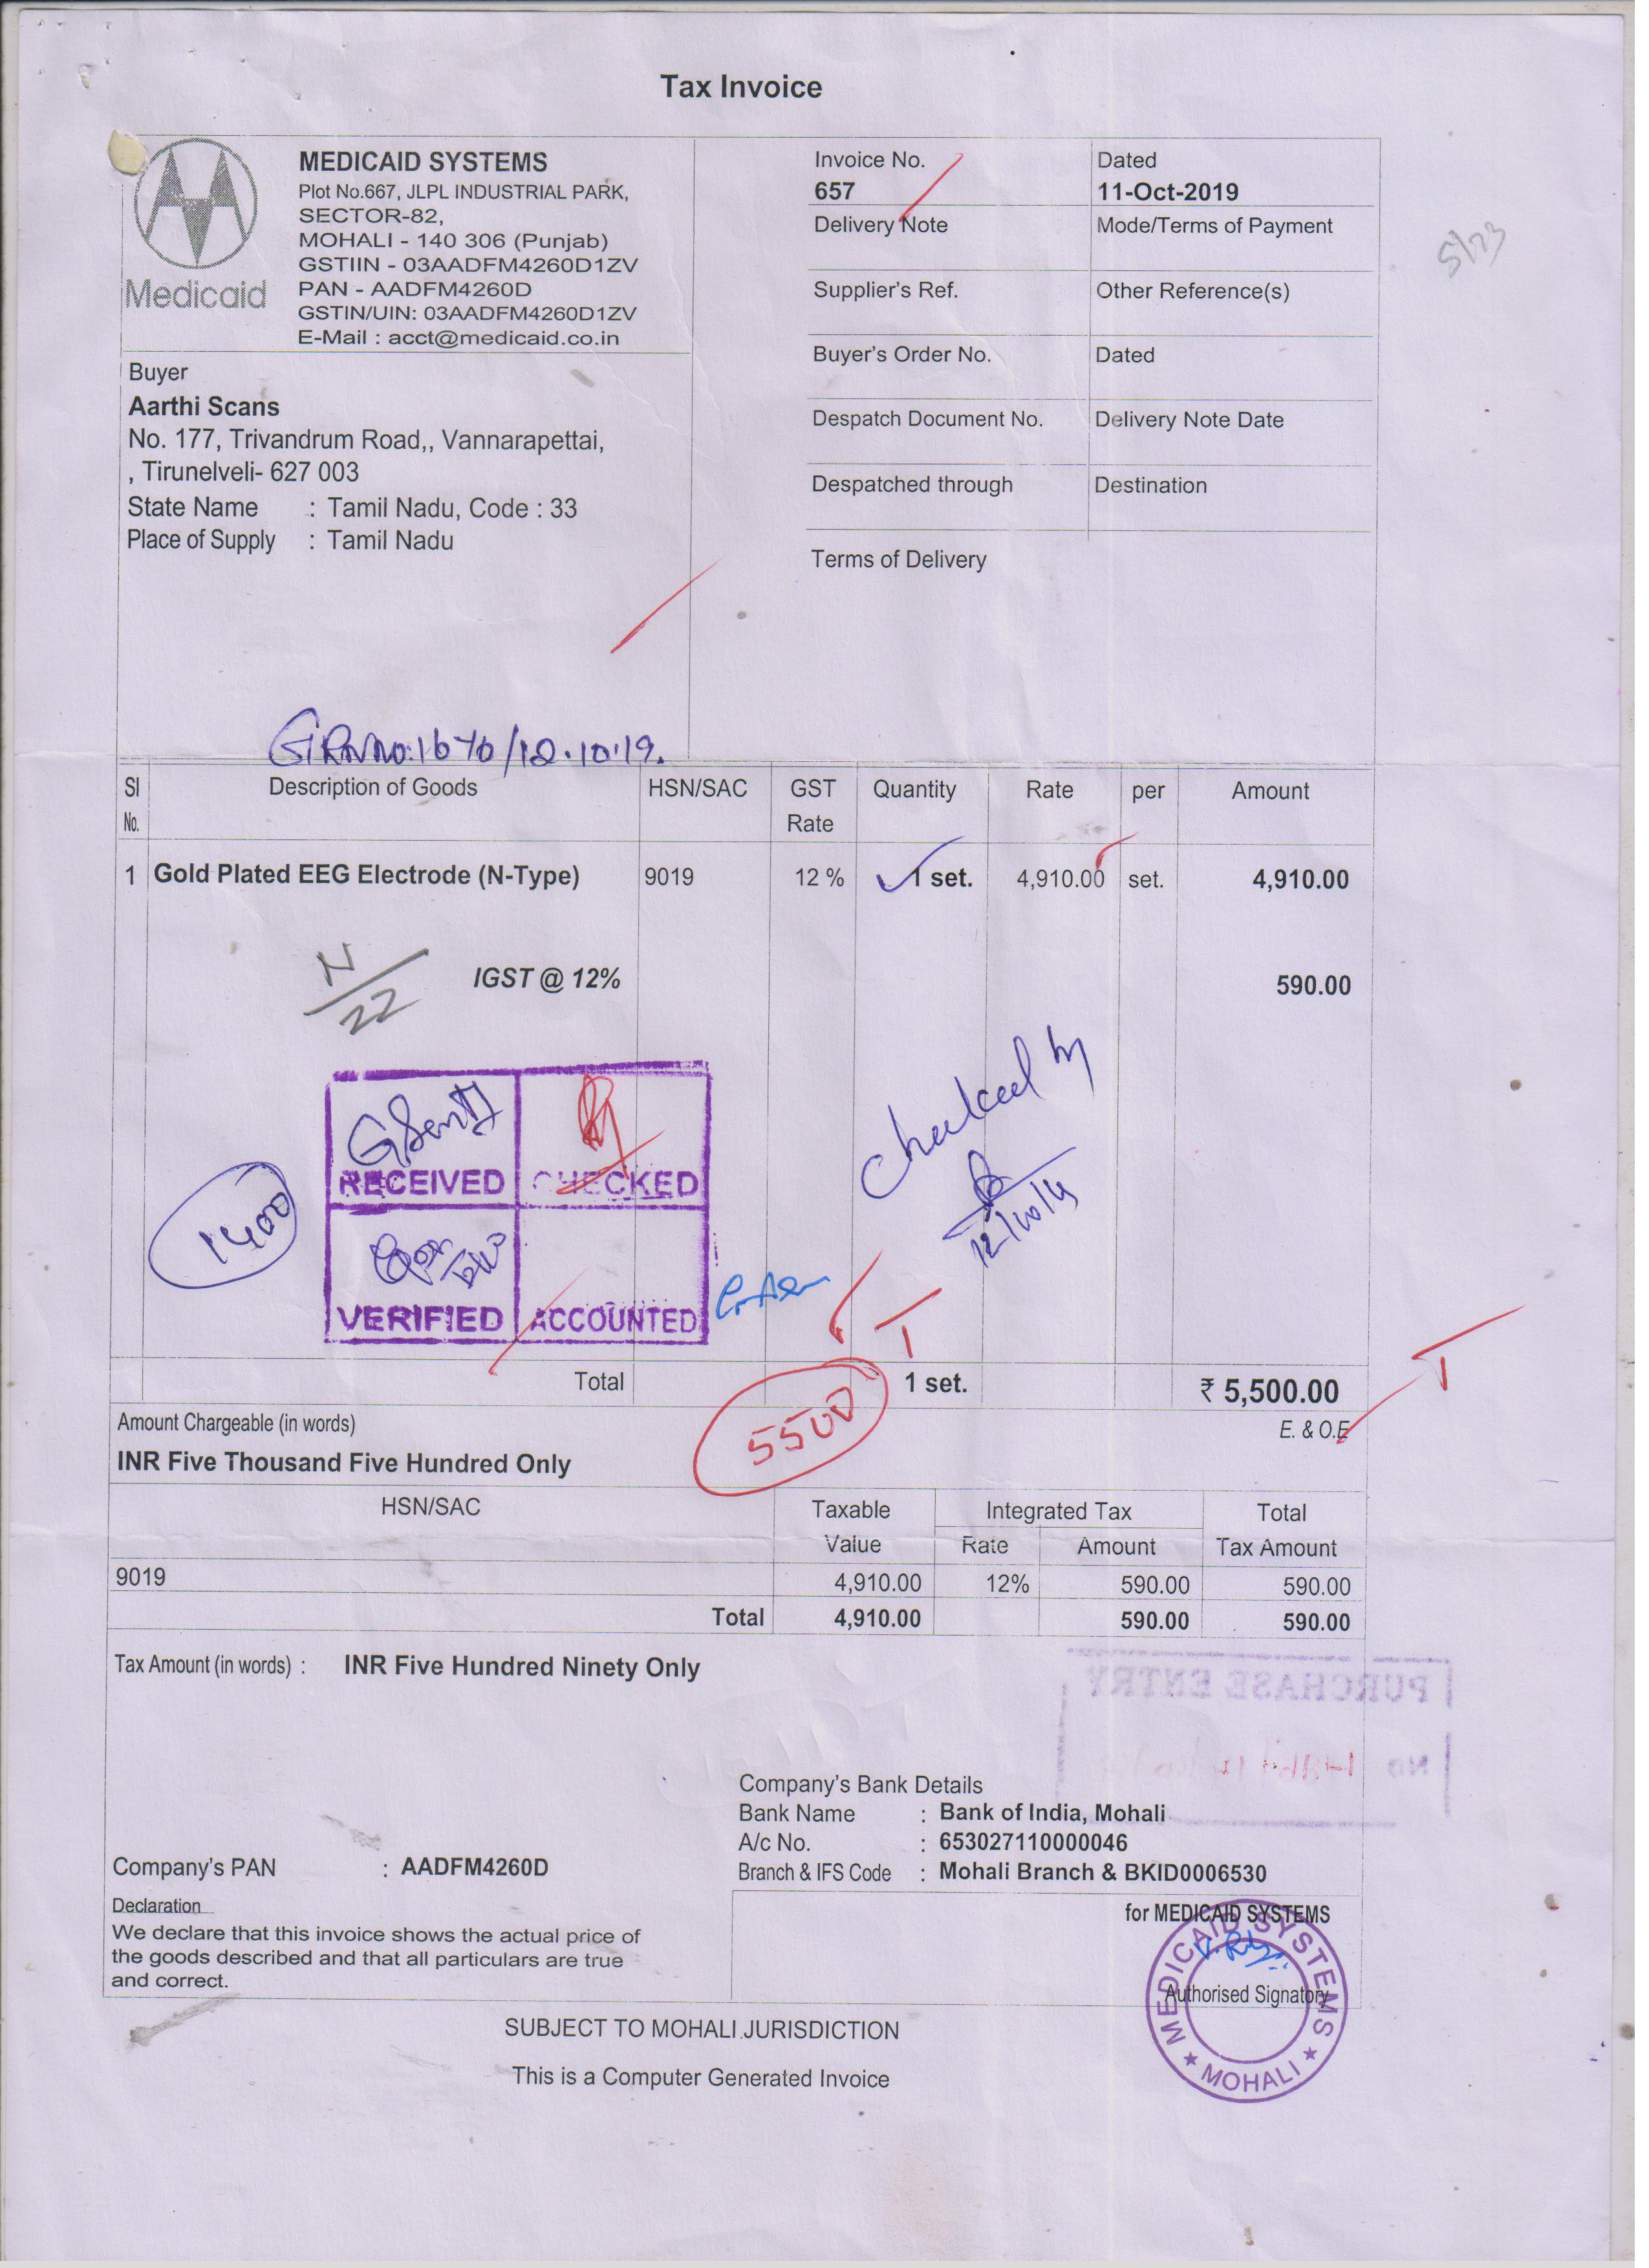 Tax Invoice
Medicaid
MEDICAID SYSTEMS
Plot No.667, JLPL INDUSTRIAL PARK,
SECTOR-82,
MOHALI - 140 306 (Punjab)
GSTIIN - 03AADFM4260D1ZV
PAN - AADFM4260D
GSTIN/UIN: 03AADFM4260D1ZV
E-Mail : acct@medicaid.co.in
Invoice No.
657
Dated
11-Oct-2019
Delivery Note
Mode/Terms of Payment
Supplier's Ref.
Other Reference(s)
Buyer's Order No.
Dated
Despatch Document No.
Delivery Note Date
Despatched through
Destination
Terms of Delivery
5/23
Buyer
Aarthi Scans
No. 177, Trivandrum Road,, Vannarapettai,
, Tirunelveli- 627 003
State Name : Tamil Nadu, Code : 33
Place of Supply : Tamil Nadu
GRN NO: 1670/12.10.19.
Sl No. Description of Goods HSN/SAC GST Rate Quantity Rate per Amount
1 Gold Plated EEG Electrode (N-Type) 9019 12 % 1 set. 4,910.00 set. 4,910.00
IGST @ 12% 590.00
N/22
Checked by
12/10/19
1400
RECEIVED CHECKED
VERIFIED ACCOUNTED
Total 1 set. ₹ 5,500.00
5500
Amount Chargeable (in words)
E. & O.E
INR Five Thousand Five Hundred Only
HSN/SAC Taxable Value Integrated Tax Rate Amount Total Tax Amount
9019 4,910.00 12% 590.00 590.00
Total 4,910.00 590.00 590.00
Tax Amount (in words) : INR Five Hundred Ninety Only
PURCHASE ENTRY
No
Company's Bank Details
Bank Name : Bank of India, Mohali
A/c No. : 653027110000046
Branch & IFS Code : Mohali Branch & BKID0006530
Company's PAN : AADFM4260D
Declaration
We declare that this invoice shows the actual price of
the goods described and that all particulars are true
and correct.
for MEDICAID SYSTEMS
Authorised Signatory
MEDICAID SYSTEMS
★ MOHALI ★
SUBJECT TO MOHALI JURISDICTION
This is a Computer Generated Invoice